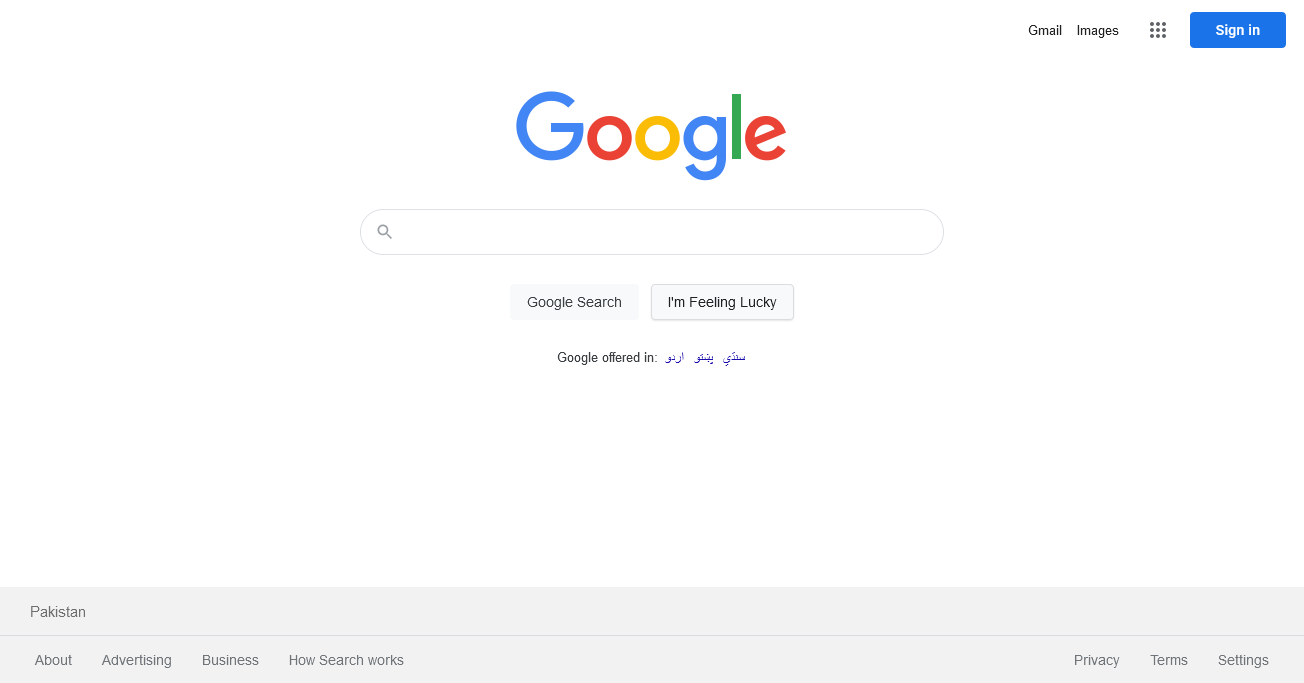 Gmail Images Sign in
Google
Google Search I'm Feeling Lucky
Google offered in: اردو پښتو سنڌي
Pakistan
About Advertising Business How Search works Privacy Terms Settings